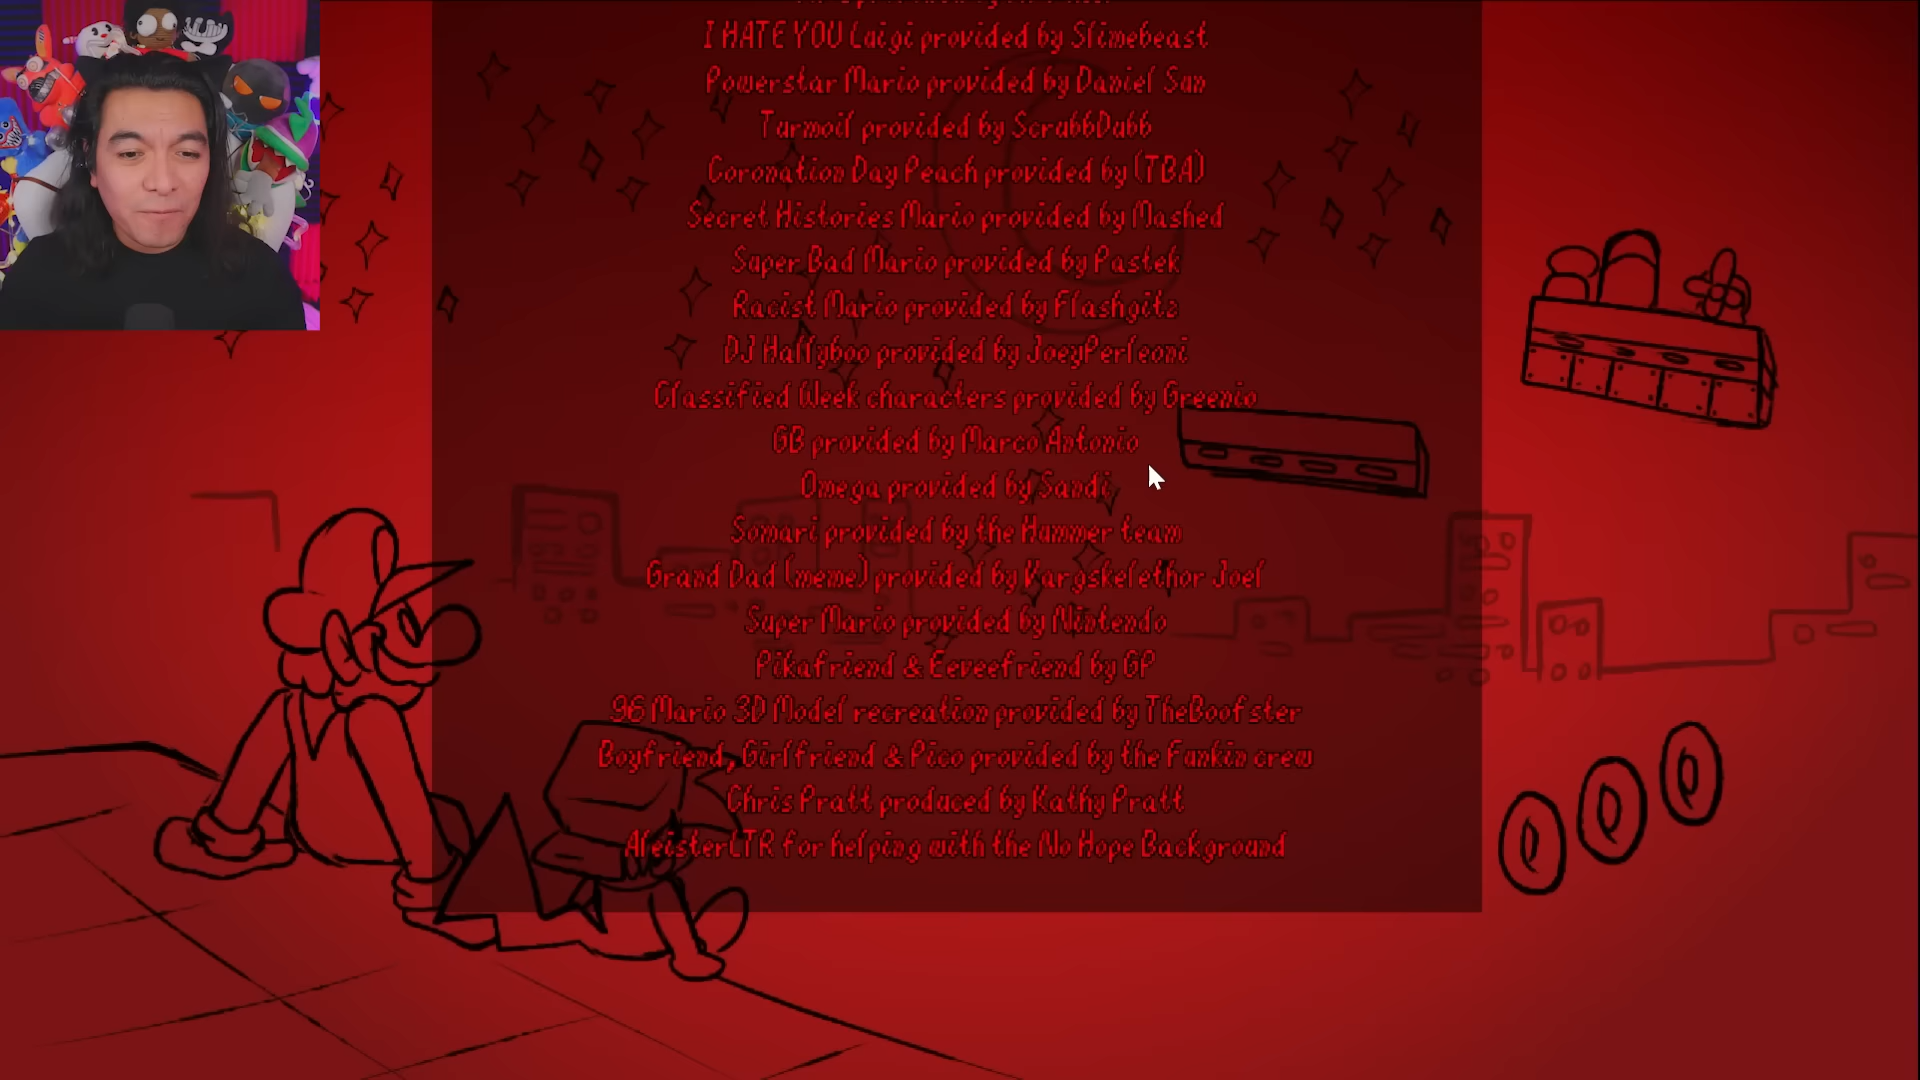 I HATE YOU Luigi provided by Slimebeast
Powerstar Mario provided by Daniel Sun
Turmoil provided by ScrubbDubb
Coronation Day Peach provided by (TBA)
Secret Histories Mario provided by Mashed
Super Bad Mario provided by Pastek
Racist Mario provided by Flashgitz
DJ Hallyboo provided by JoeyPerleoni
Classified Week characters provided by Greenio
GB provided by Marco Antonio
Omega provided by Sandi
Somari provided by the Hummer team
Grand Dad (meme) provided by Vargskelethor Joel
Super Mario provided by Nintendo
Pikafriend & Eeveefriend by GP
96 Mario 3D Model recreation provided by TheBoofster
Boyfriend, Girlfriend & Pico provided by the Funkin crew
Chris Pratt produced by Kathy Pratt
AleisterCTR for helping with the No Hope Background